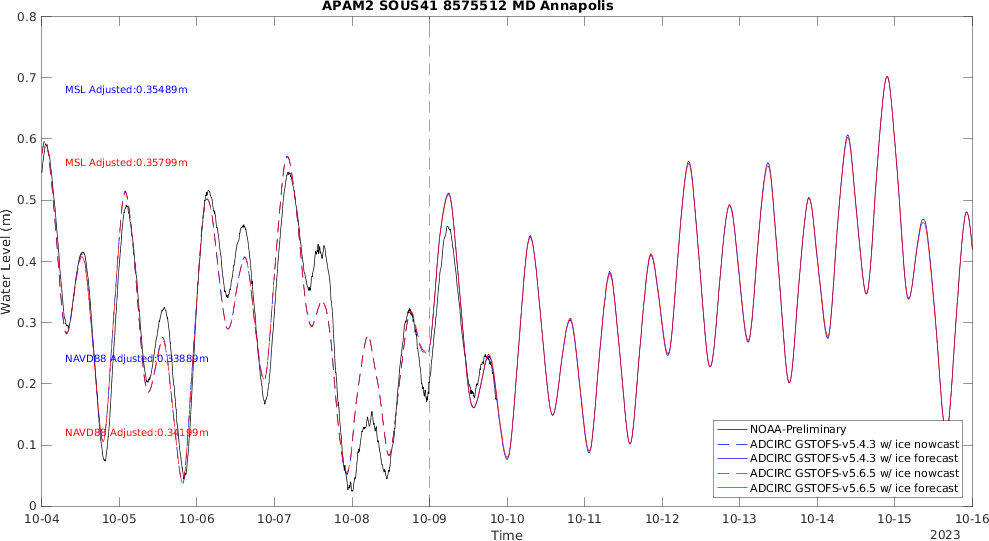 APAM2 SOUS41 8575512 MD Annapolis
0.8
0.7
0.6
0.5
0.4
0.3
0.2
0.1
0
Water Level (m)
MSL Adjusted:0.35489m
MSL Adjusted:0.35799m
NAVD88 Adjusted:0.33889m
NAVD88 Adjusted:0.34199m
NOAA-Preliminary
ADCIRC GSTOFS-v5.4.3 w/ ice nowcast
ADCIRC GSTOFS-v5.4.3 w/ ice forecast
ADCIRC GSTOFS-v5.6.5 w/ ice nowcast
ADCIRC GSTOFS-v5.6.5 w/ ice forecast
10-04 10-05 10-06 10-07 10-08 10-09 10-10 10-11 10-12 10-13 10-14 10-15 10-16
Time
2023